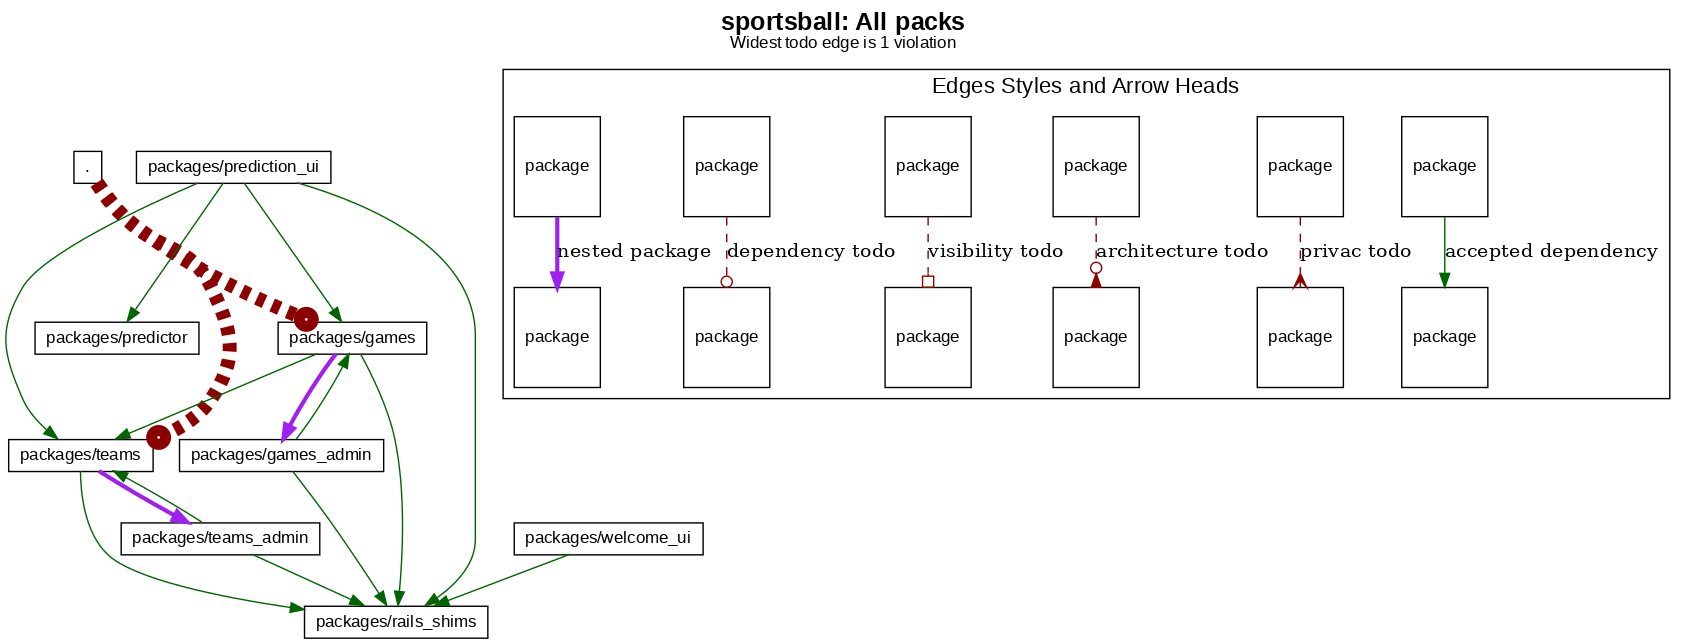 sportsball: All packs
Widest todo edge is 1 violation
Edges Styles and Arrow Heads
package
package
package
package
package
package
nested package
dependency todo
visibility todo
architecture todo
privac todo
accepted dependency
package
package
package
package
package
package
.
packages/prediction_ui
packages/predictor
packages/games
packages/teams
packages/games_admin
packages/teams_admin
packages/welcome_ui
packages/rails_shims